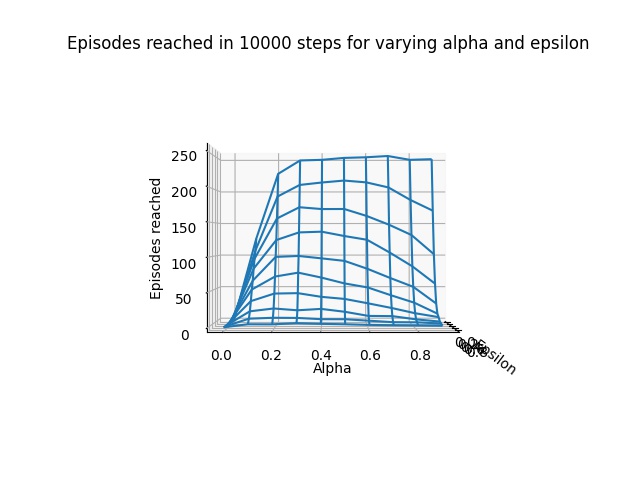 Episodes reached in 10000 steps for varying alpha and epsilon
250
200
150
100
50
0
Episodes reached
0.0 0.2 0.4 0.6 0.8
Alpha
Epsilon